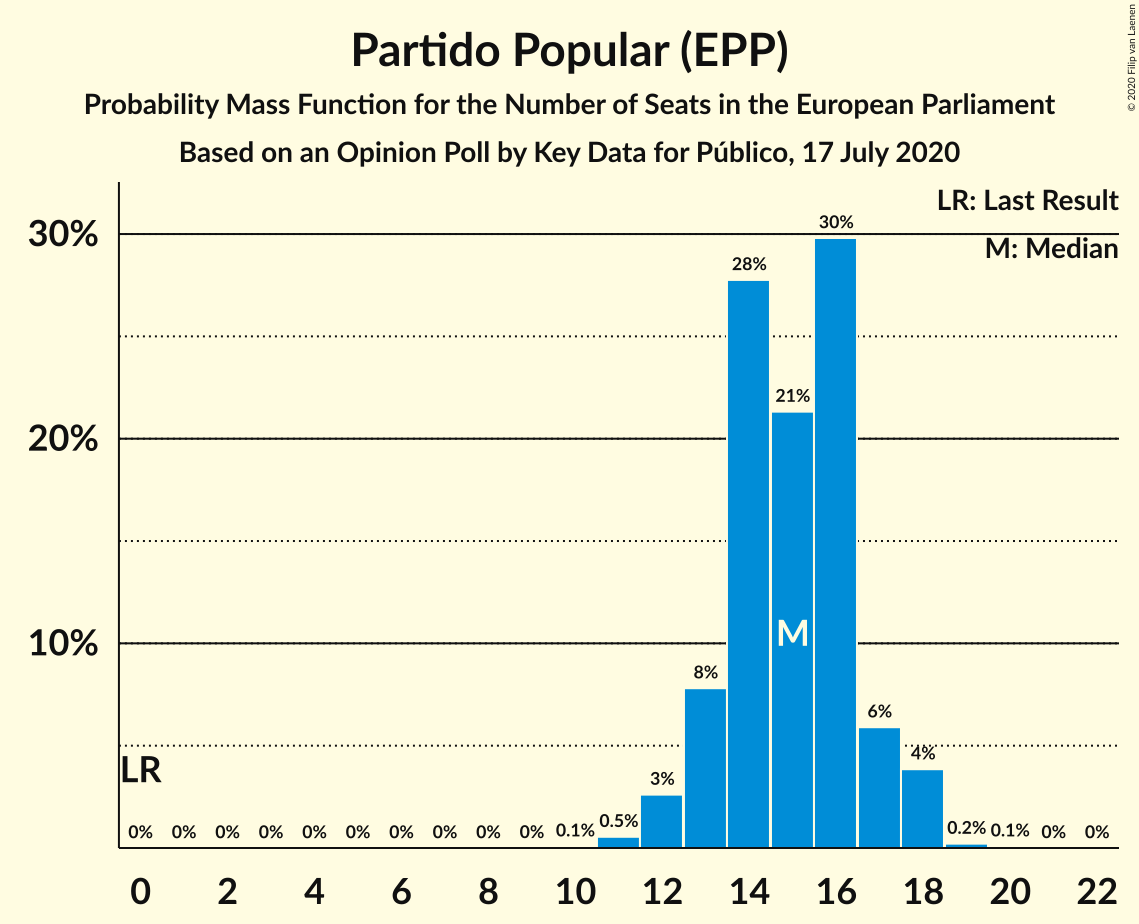 Partido Popular (EPP)
Probability Mass Function for the Number of Seats in the European Parliament
Based on an Opinion Poll by Key Data for Público, 17 July 2020
© 2020 Filip van Laenen
LR: Last Result
M: Median
30%
20%
10%
LR
M
0% 0% 0% 0% 0% 0% 0% 0% 0% 0% 0.1% 0.5% 3% 8% 28% 21% 30% 6% 4% 0.2% 0.1% 0% 0%
0 2 4 6 8 10 12 14 16 18 20 22